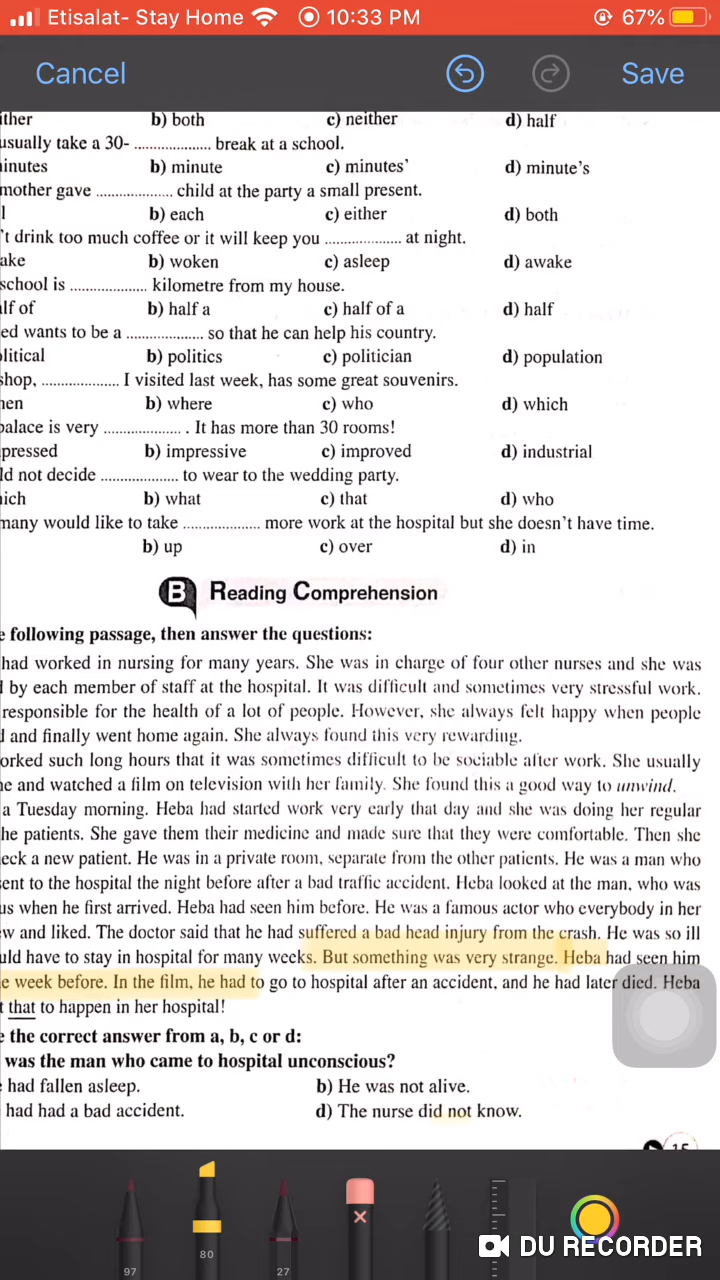 Etisalat- Stay Home 10:33 PM 67%
Cancel Save
ither b) both c) neither d) half
usually take a 30- ................... break at a school.
inutes b) minute c) minutes' d) minute's
mother gave ................... child at the party a small present.
l b) each c) either d) both
't drink too much coffee or it will keep you ................... at night.
ake b) woken c) asleep d) awake
school is ................... kilometre from my house.
lf of b) half a c) half of a d) half
ed wants to be a ................... so that he can help his country.
litical b) politics c) politician d) population
shop, ................... I visited last week, has some great souvenirs.
hen b) where c) who d) which
palace is very ................... . It has more than 30 rooms!
pressed b) impressive c) improved d) industrial
ld not decide ................... to wear to the wedding party.
hich b) what c) that d) who
many would like to take ................... more work at the hospital but she doesn't have time.
b) up c) over d) in
B Reading Comprehension
e following passage, then answer the questions:
had worked in nursing for many years. She was in charge of four other nurses and she was
d by each member of staff at the hospital. It was difficult and sometimes very stressful work.
responsible for the health of a lot of people. However, she always felt happy when people
d and finally went home again. She always found this very rewarding.
orked such long hours that it was sometimes difficult to be sociable after work. She usually
e and watched a film on television with her family. She found this a good way to unwind.
a Tuesday morning. Heba had started work very early that day and she was doing her regular
he patients. She gave them their medicine and made sure that they were comfortable. Then she
eck a new patient. He was in a private room, separate from the other patients. He was a man who
ent to the hospital the night before after a bad traffic accident. Heba looked at the man, who was
us when he first arrived. Heba had seen him before. He was a famous actor who everybody in her
w and liked. The doctor said that he had suffered a bad head injury from the crash. He was so ill
uld have to stay in hospital for many weeks. But something was very strange. Heba had seen him
e week before. In the film, he had to go to hospital after an accident, and he had later died. Heba
t that to happen in her hospital!
e the correct answer from a, b, c or d:
was the man who came to hospital unconscious?
had fallen asleep. b) He was not alive.
had had a bad accident. d) The nurse did not know.
97 80 27
DU RECORDER